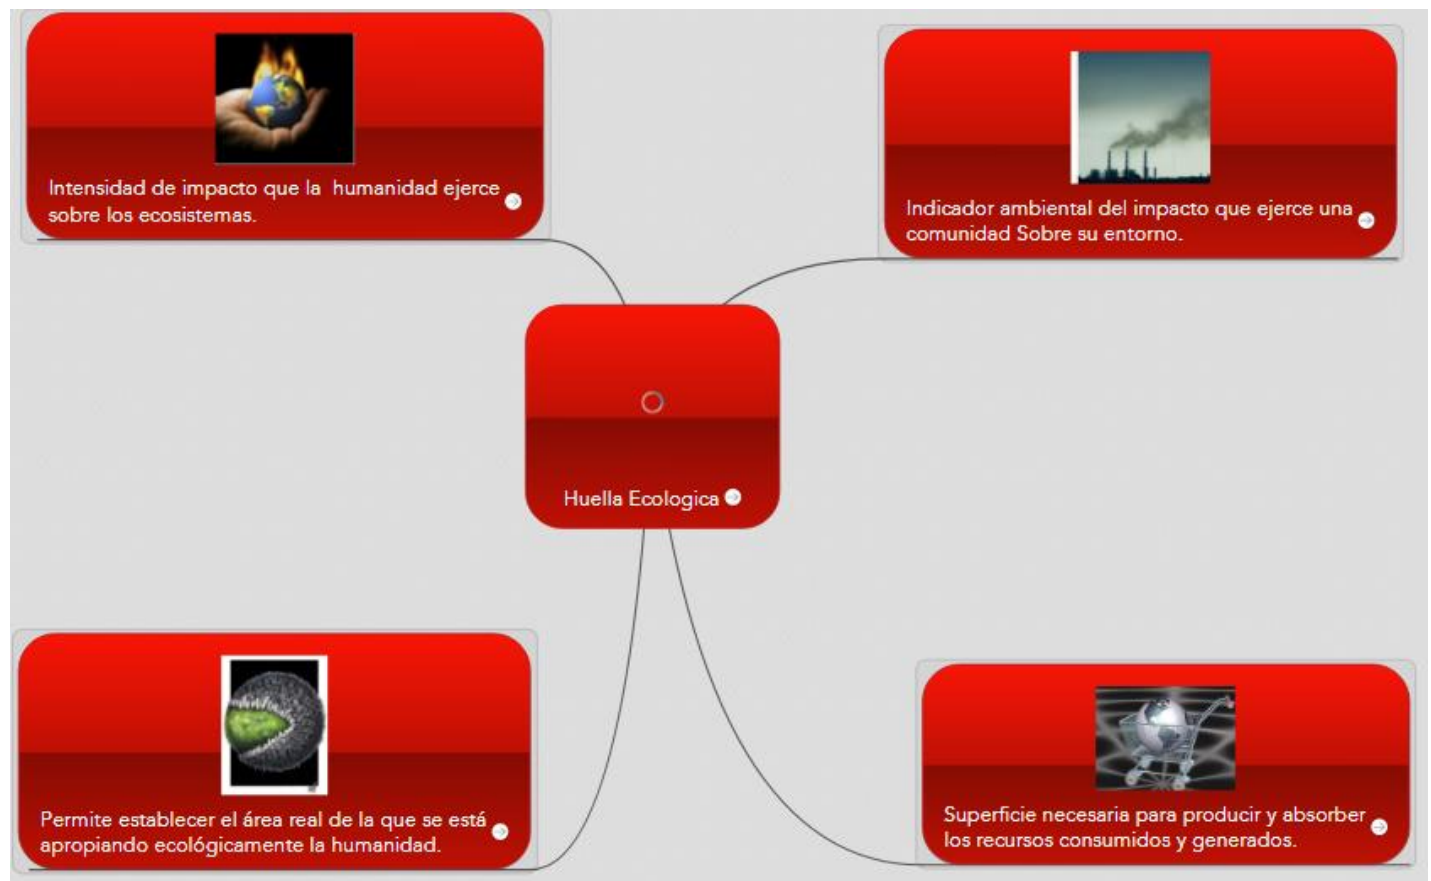 Intensidad de impacto que la humanidad ejerce
sobre los ecosistemas.
Indicador ambiental del impacto que ejerce una
comunidad Sobre su entorno.
Huella Ecologica
Permite establecer el área real de la que se está
apropiando ecológicamente la humanidad.
Superficie necesaria para producir y absorber
los recursos consumidos y generados.